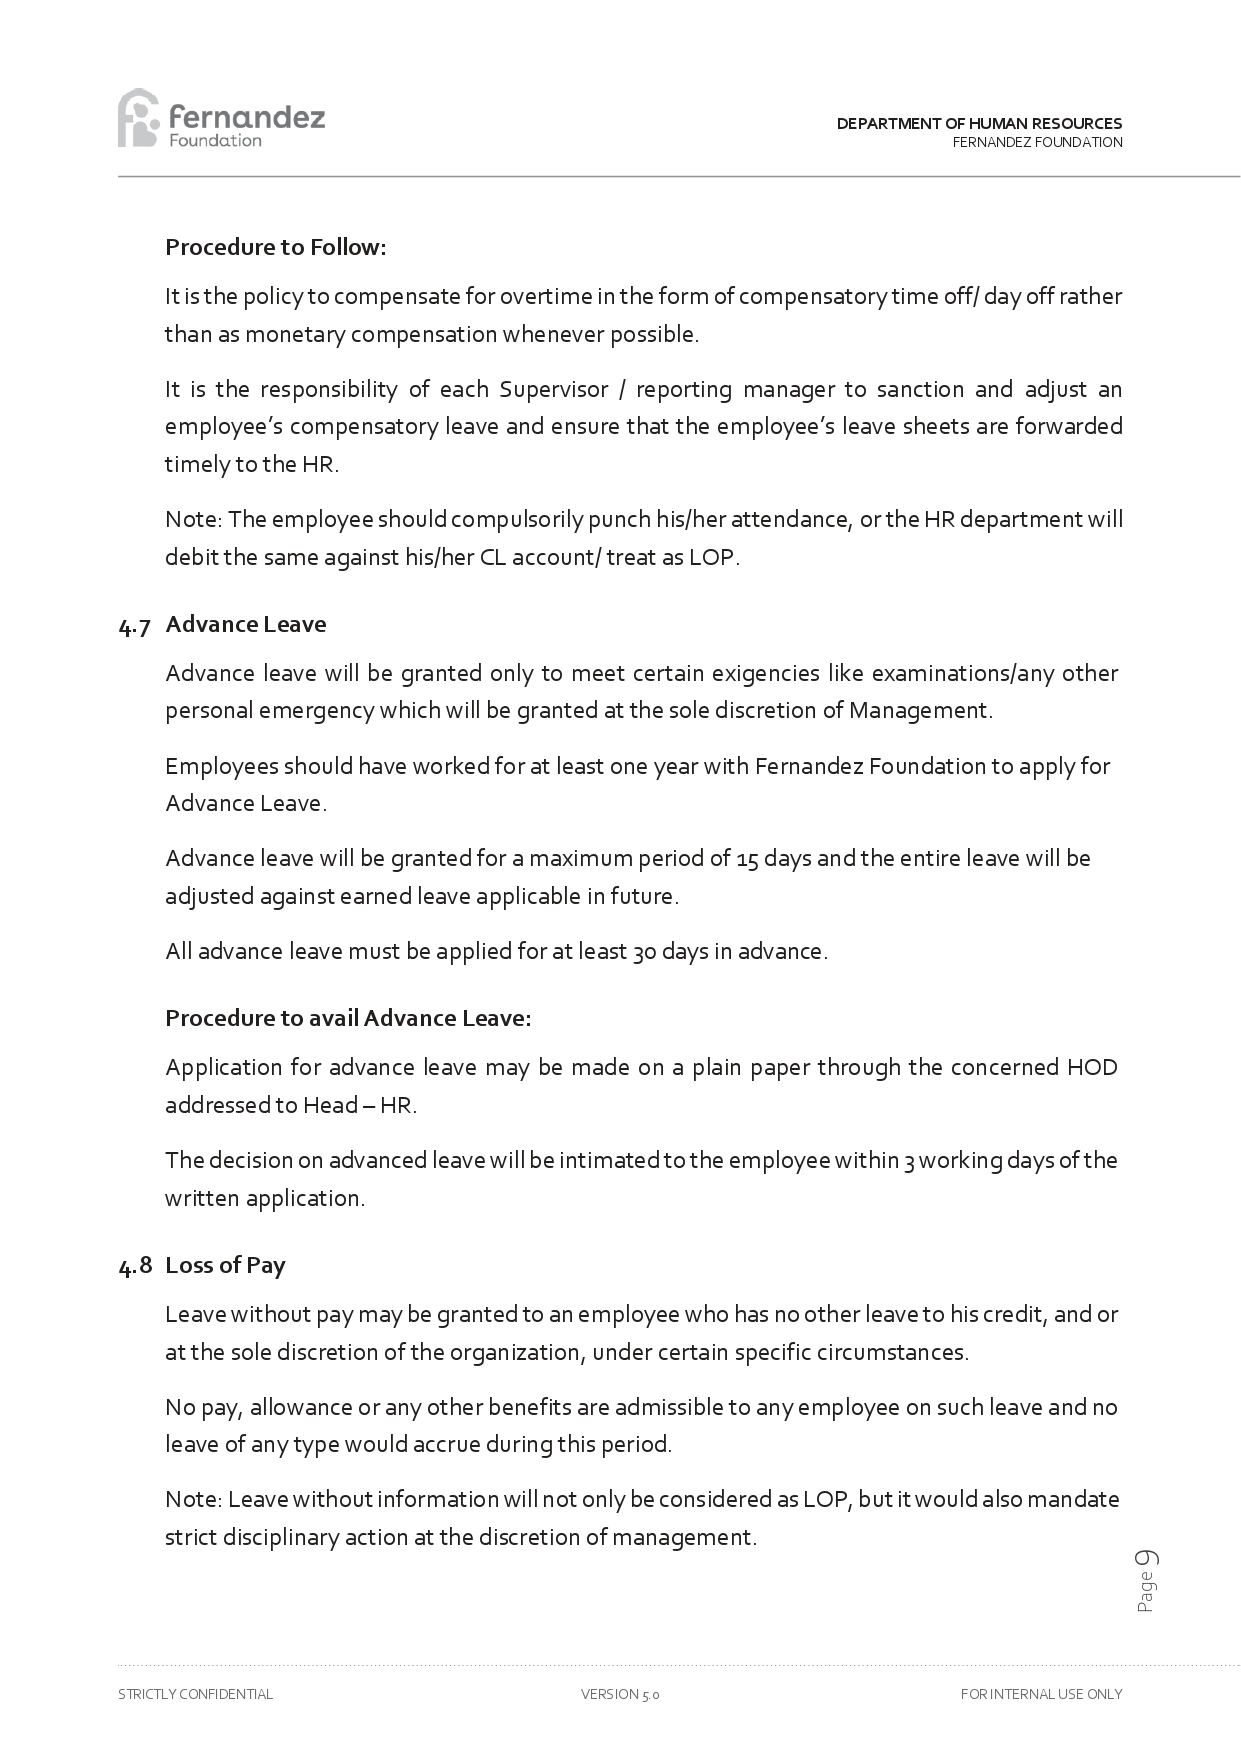 fernandez
Foundation
DEPARTMENT OF HUMAN RESOURCES
FERNANDEZ FOUNDATION
Procedure to Follow:
It is the policy to compensate for overtime in the form of compensatory time off/ day off rather
than as monetary compensation whenever possible.
It is the responsibility of each Supervisor / reporting manager to sanction and adjust an
employee’s compensatory leave and ensure that the employee’s leave sheets are forwarded
timely to the HR.
Note: The employee should compulsorily punch his/her attendance, or the HR department will
debit the same against his/her CL account/ treat as LOP.
4.7 Advance Leave
Advance leave will be granted only to meet certain exigencies like examinations/any other
personal emergency which will be granted at the sole discretion of Management.
Employees should have worked for at least one year with Fernandez Foundation to apply for
Advance Leave.
Advance leave will be granted for a maximum period of 15 days and the entire leave will be
adjusted against earned leave applicable in future.
All advance leave must be applied for at least 30 days in advance.
Procedure to avail Advance Leave:
Application for advance leave may be made on a plain paper through the concerned HOD
addressed to Head – HR.
The decision on advanced leave will be intimated to the employee within 3 working days of the
written application.
4.8 Loss of Pay
Leave without pay may be granted to an employee who has no other leave to his credit, and or
at the sole discretion of the organization, under certain specific circumstances.
No pay, allowance or any other benefits are admissible to any employee on such leave and no
leave of any type would accrue during this period.
Note: Leave without information will not only be considered as LOP, but it would also mandate
strict disciplinary action at the discretion of management.
Page 9
STRICTLY CONFIDENTIAL
VERSION 5.0
FOR INTERNAL USE ONLY